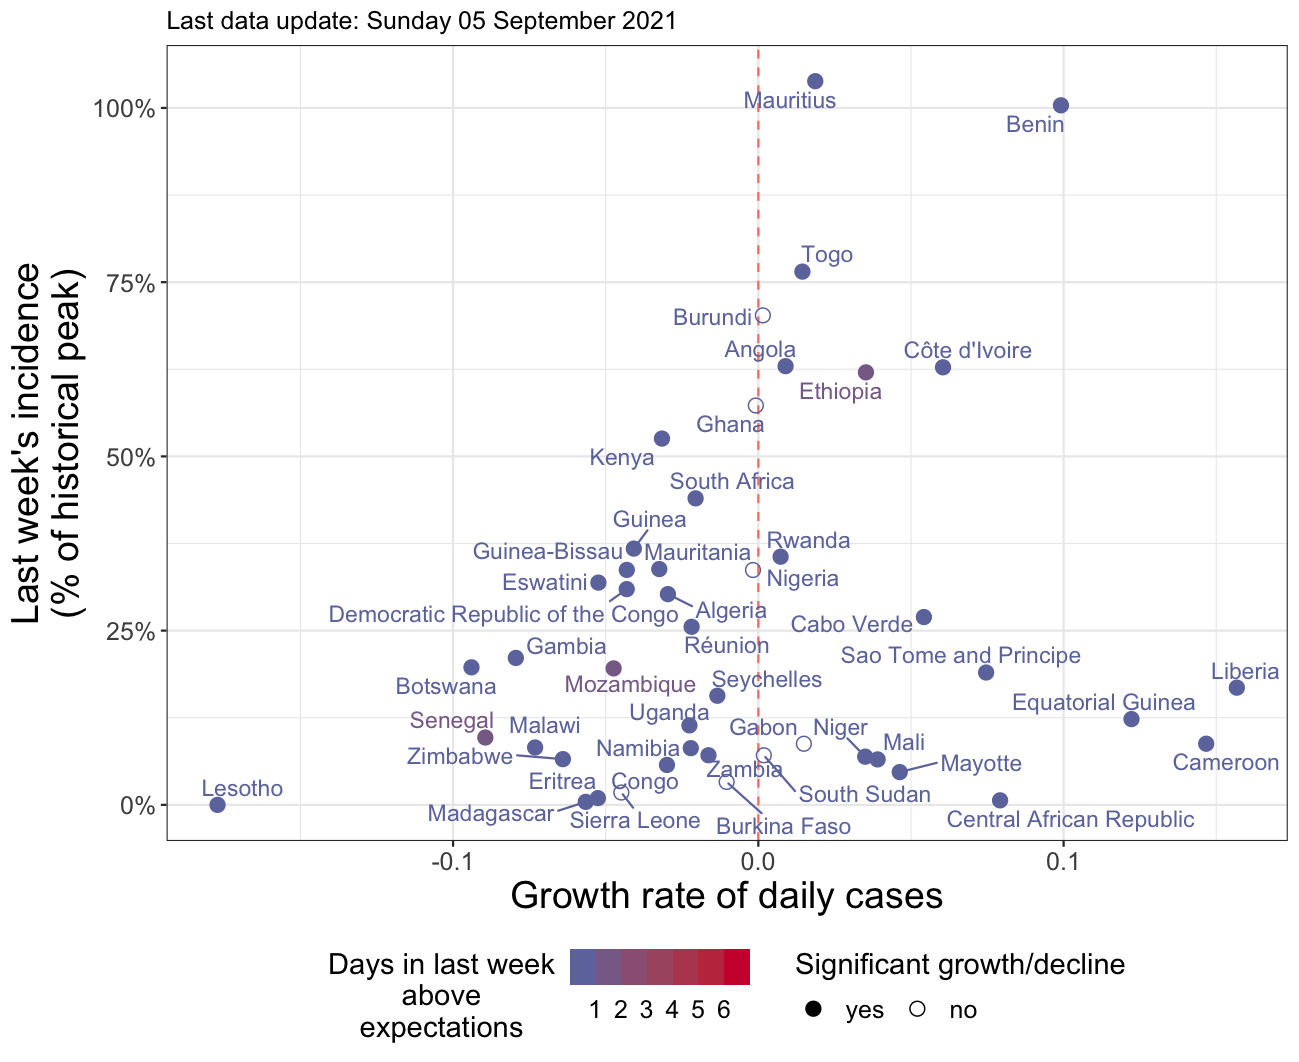 Last data update: Sunday 05 September 2021
Last week's incidence
(% of historical peak)
100%
75%
50%
25%
0%
Mauritius
Benin
Togo
Burundi
Angola
Côte d'Ivoire
Ethiopia
Ghana
Kenya
South Africa
Guinea
Guinea-Bissau
Mauritania
Rwanda
Eswatini
Nigeria
Democratic Republic of the Congo
Algeria
Cabo Verde
Réunion
Gambia
Sao Tome and Principe
Botswana
Mozambique
Seychelles
Liberia
Senegal
Malawi
Uganda
Gabon
Niger
Equatorial Guinea
Zimbabwe
Namibia
Mali
Mayotte
Cameroon
Zambia
Lesotho
Eritrea
Congo
South Sudan
Madagascar
Sierra Leone
Burkina Faso
Central African Republic
-0.1
0.0
0.1
Growth rate of daily cases
Days in last week
above
expectations
1 2 3 4 5 6
Significant growth/decline
yes
no